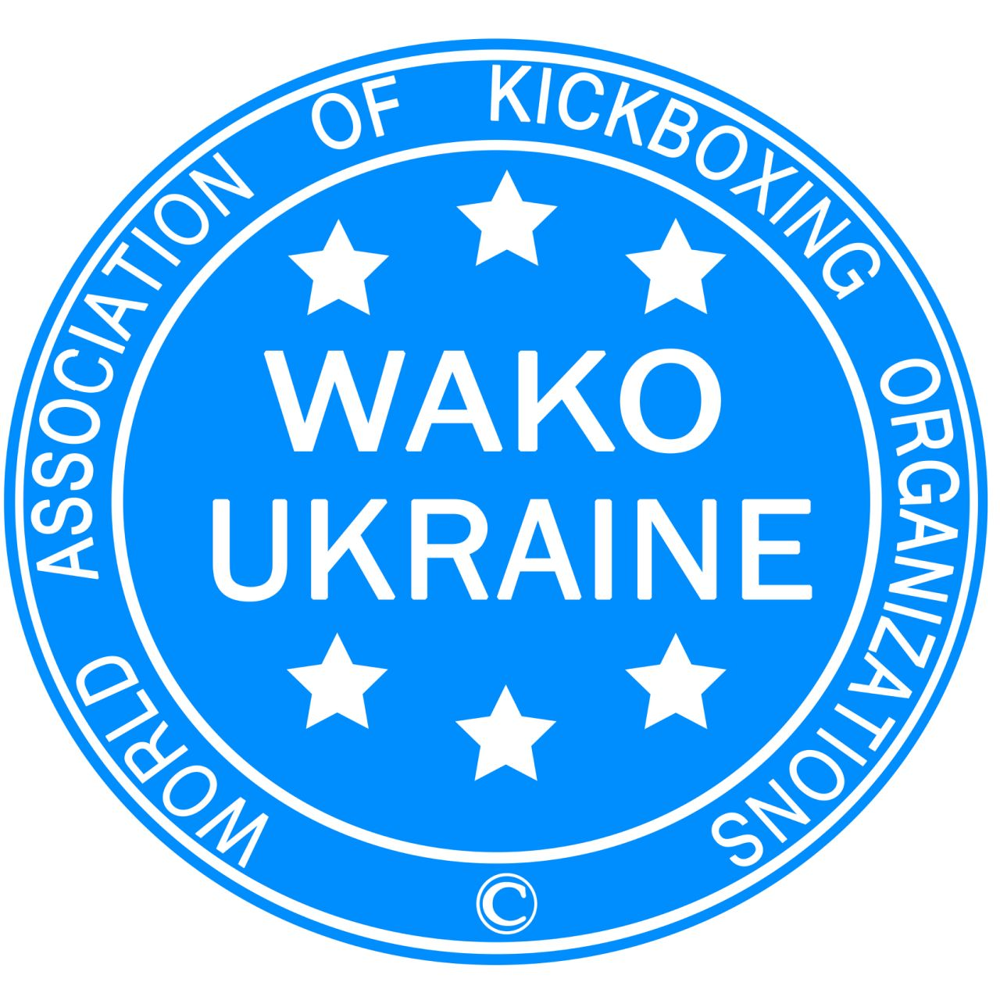 WORLD ASSOCIATION OF KICKBOXING ORGANIZATIONS
WAKO
UKRAINE
©